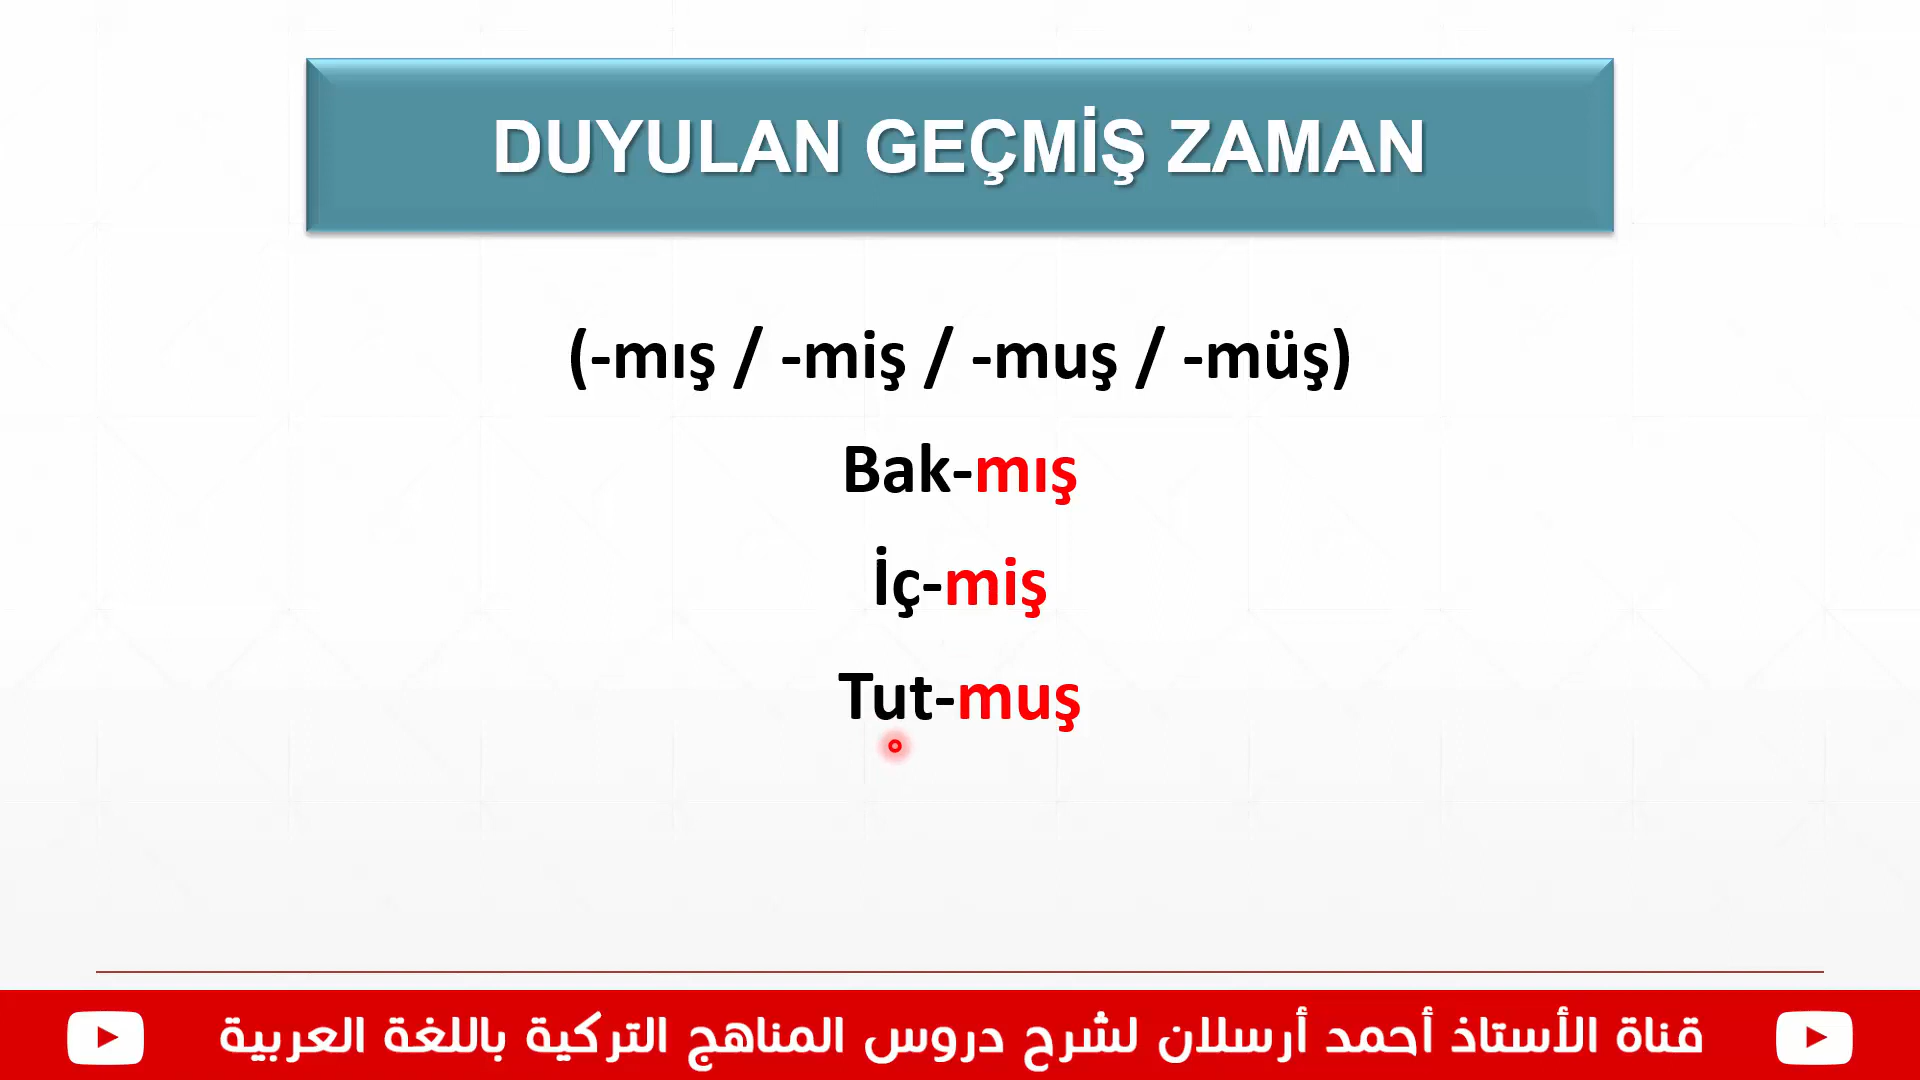 DUYULAN GEÇMİŞ ZAMAN
(-mış / -miş / -muş / -müş)
Bak-mış
İç-miş
Tut-muş
قناة الأستاذ أحمد أرسلان لشرح دروس المناهج التركية باللغة العربية